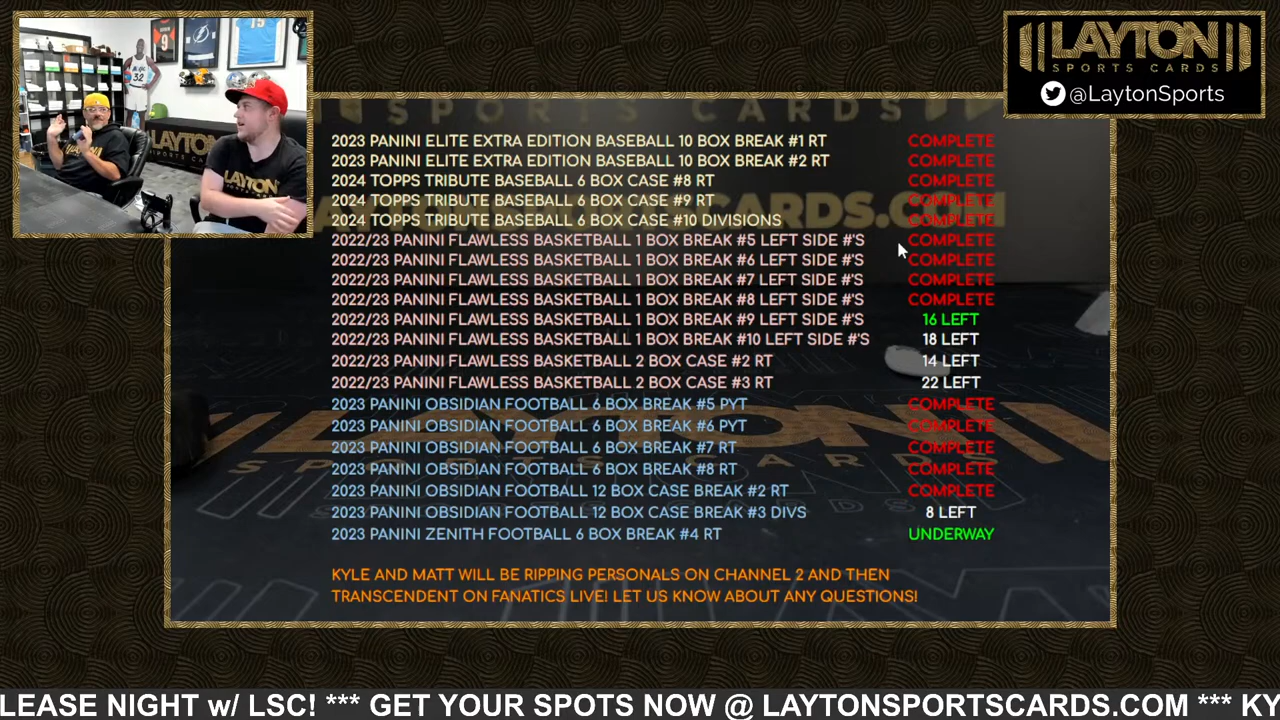 LAYTON
SPORTS CARDS
@LaytonSports
SPORTS CARDS
2023 PANINI ELITE EXTRA EDITION BASEBALL 10 BOX BREAK #1 RT COMPLETE
2023 PANINI ELITE EXTRA EDITION BASEBALL 10 BOX BREAK #2 RT COMPLETE
2024 TOPPS TRIBUTE BASEBALL 6 BOX CASE #8 RT COMPLETE
2024 TOPPS TRIBUTE BASEBALL 6 BOX CASE #9 RT COMPLETE
2024 TOPPS TRIBUTE BASEBALL 6 BOX CASE #10 DIVISIONS COMPLETE
2022/23 PANINI FLAWLESS BASKETBALL 1 BOX BREAK #5 LEFT SIDE #'S COMPLETE
2022/23 PANINI FLAWLESS BASKETBALL 1 BOX BREAK #6 LEFT SIDE #'S COMPLETE
2022/23 PANINI FLAWLESS BASKETBALL 1 BOX BREAK #7 LEFT SIDE #'S COMPLETE
2022/23 PANINI FLAWLESS BASKETBALL 1 BOX BREAK #8 LEFT SIDE #'S COMPLETE
2022/23 PANINI FLAWLESS BASKETBALL 1 BOX BREAK #9 LEFT SIDE #'S 16 LEFT
2022/23 PANINI FLAWLESS BASKETBALL 1 BOX BREAK #10 LEFT SIDE #'S 18 LEFT
2022/23 PANINI FLAWLESS BASKETBALL 2 BOX CASE #2 RT 14 LEFT
2022/23 PANINI FLAWLESS BASKETBALL 2 BOX CASE #3 RT 22 LEFT
2023 PANINI OBSIDIAN FOOTBALL 6 BOX BREAK #5 PYT COMPLETE
2023 PANINI OBSIDIAN FOOTBALL 6 BOX BREAK #6 PYT COMPLETE
2023 PANINI OBSIDIAN FOOTBALL 6 BOX BREAK #7 RT COMPLETE
2023 PANINI OBSIDIAN FOOTBALL 6 BOX BREAK #8 RT COMPLETE
2023 PANINI OBSIDIAN FOOTBALL 12 BOX CASE BREAK #2 RT COMPLETE
2023 PANINI OBSIDIAN FOOTBALL 12 BOX CASE BREAK #3 DIVS 8 LEFT
2023 PANINI ZENITH FOOTBALL 6 BOX BREAK #4 RT UNDERWAY
KYLE AND MATT WILL BE RIPPING PERSONALS ON CHANNEL 2 AND THEN
TRANSCENDENT ON FANATICS LIVE! LET US KNOW ABOUT ANY QUESTIONS!
LEASE NIGHT w/ LSC! *** GET YOUR SPOTS NOW @ LAYTONSPORTSCARDS.COM *** KY